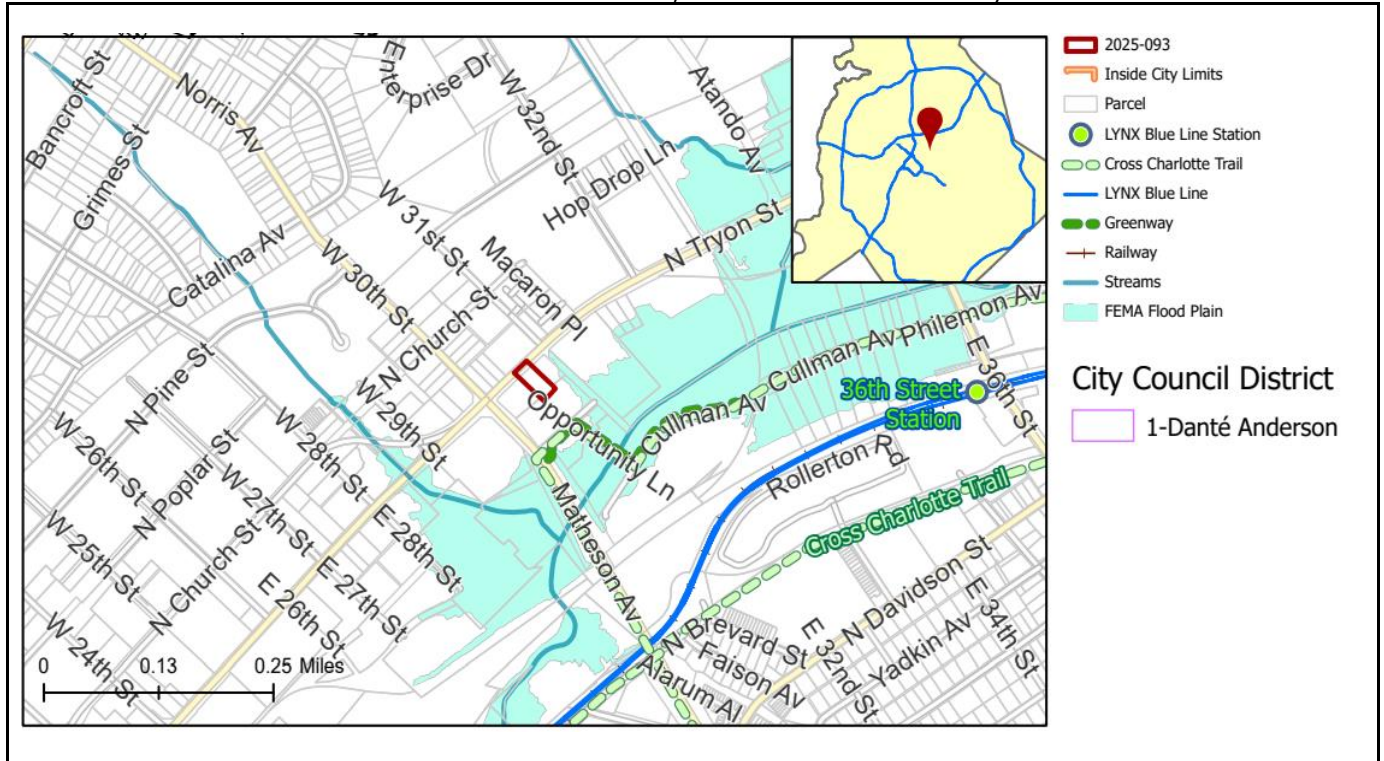 Bancroft St
Grimes St
Norris Av
Enterprise Dr
W 32nd St
Atando Av
Hop Drop Ln
W 31st St
Macaron Pl
N Tryon St
Catalina Av
W 30th St
N Church St
N Pine St
W 29th St
Opportunity Ln
Cullman Av
Philemon Av
Cullman Av
E 36th St
36th Street
Station
W 26th St
N Poplar St
W 28th St
W 27th St
E 28th St
Matheson Av
Rollerton Rd
Cross Charlotte Trail
W 25th St
N Church St
E 27th St
E 26th St
W 24th St
N Brevard St
Faison Av
Alarum Al
E 32nd St
N Davidson St
Yadkin Av
E 34th St
0 0.13 0.25 Miles
2025-093
Inside City Limits
Parcel
LYNX Blue Line Station
Cross Charlotte Trail
LYNX Blue Line
Greenway
Railway
Streams
FEMA Flood Plain
City Council District
1-Danté Anderson